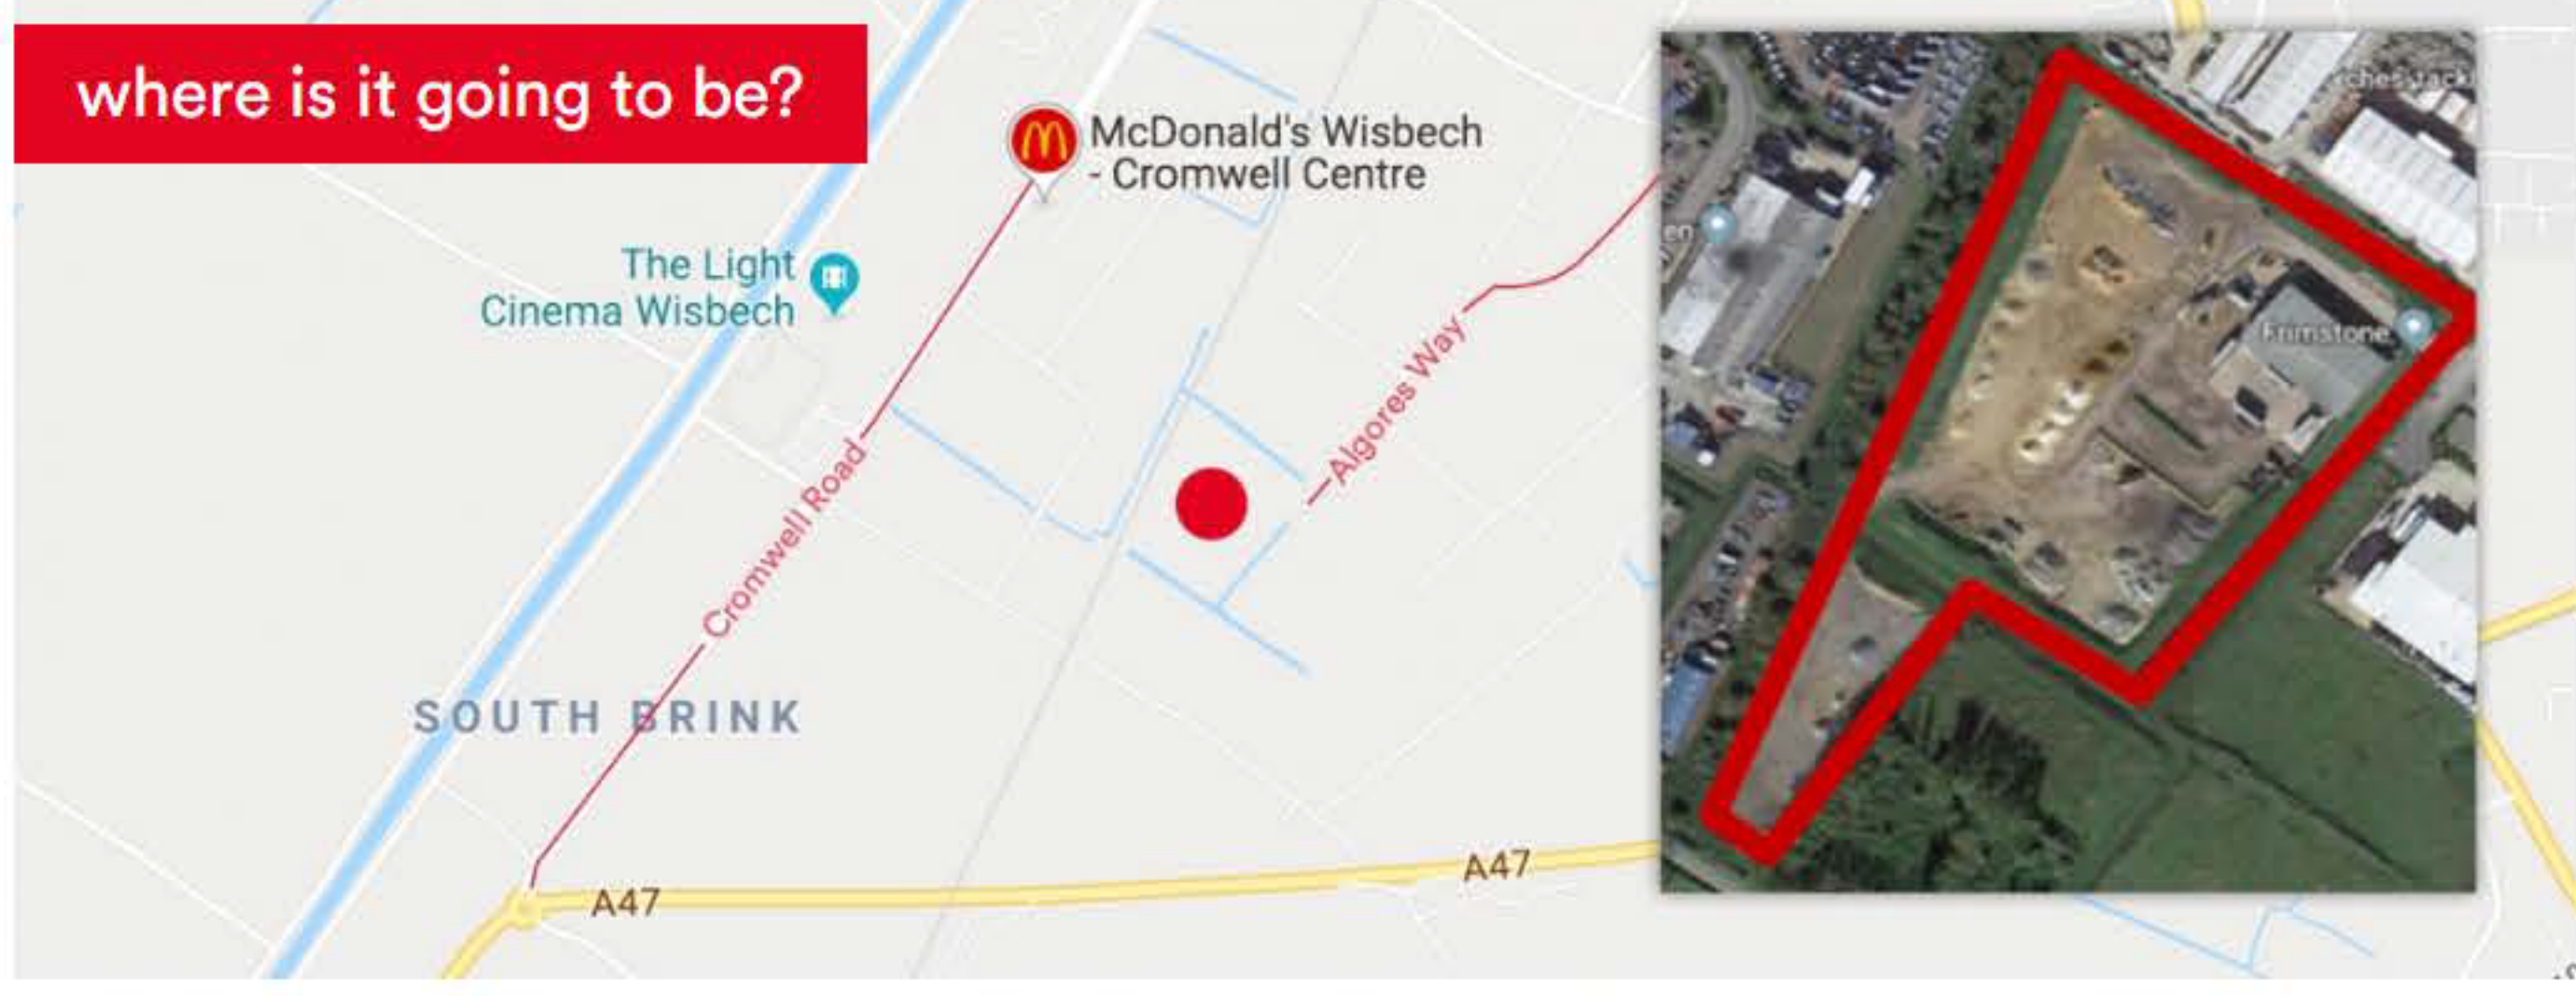 where is it going to be?
McDonald's Wisbech
- Cromwell Centre
The Light
Cinema Wisbech
Cromwell Road
Algores Way
SOUTH BRINK
A47
A47
Frimstone